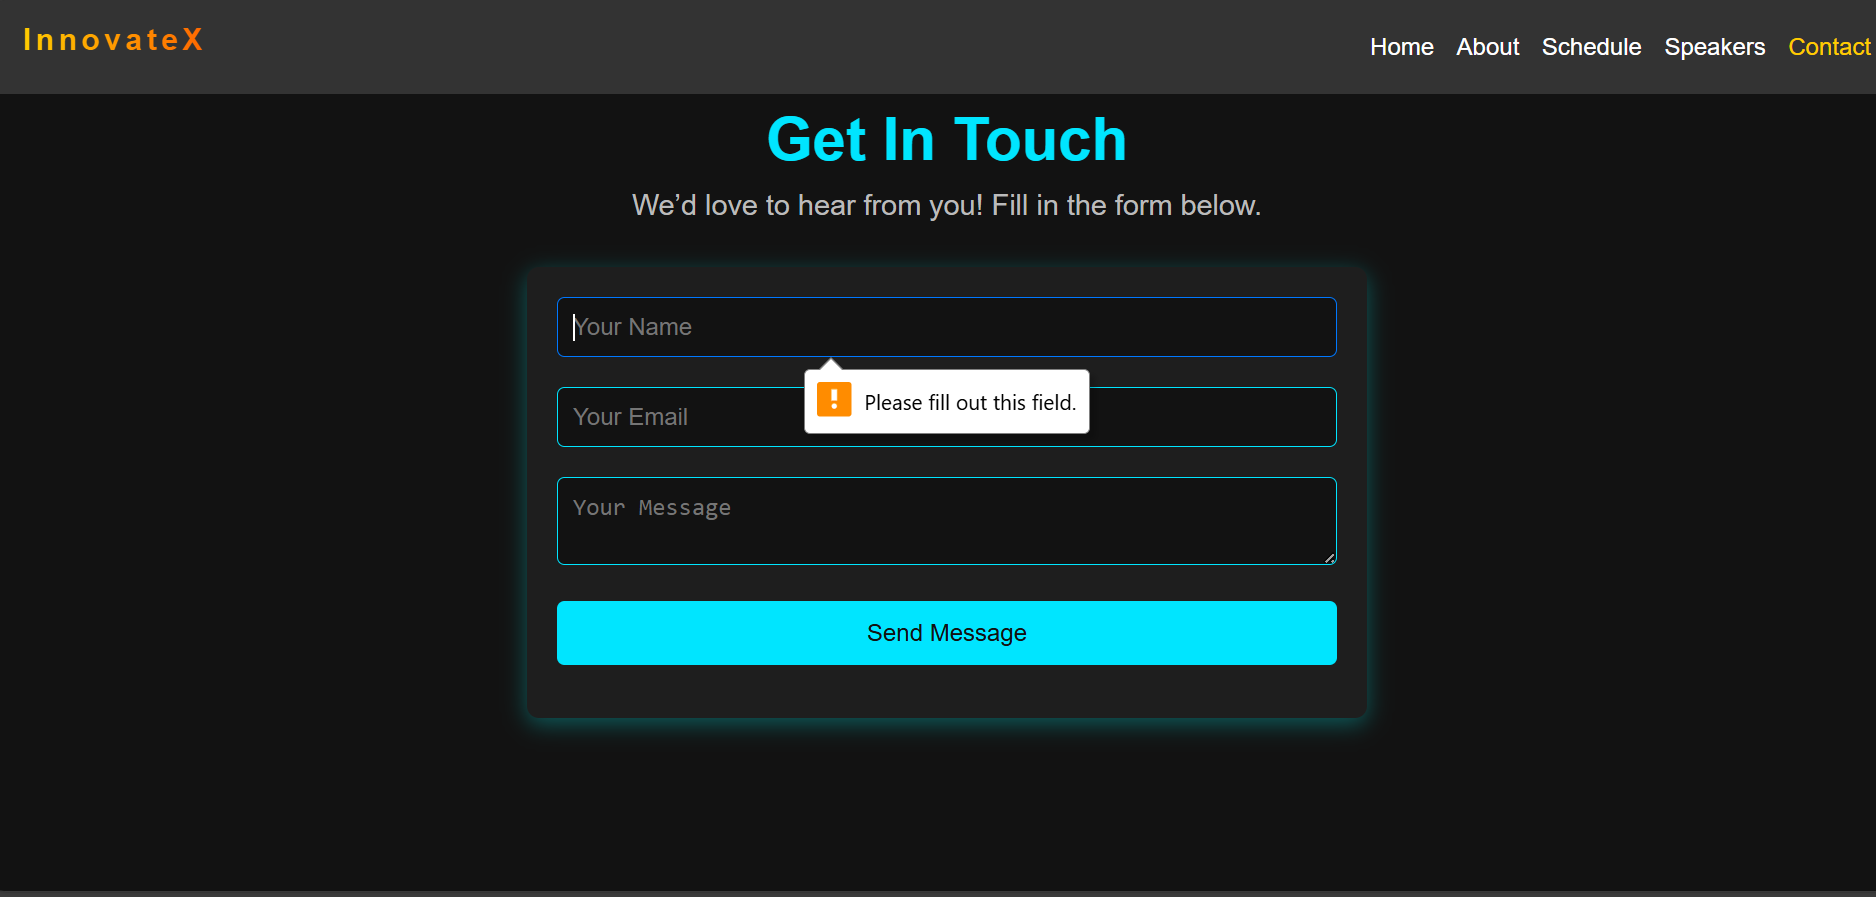 InnovateX
Home About Schedule Speakers Contact
Get In Touch
We’d love to hear from you! Fill in the form below.
Your Name
Please fill out this field.
Your Email
Your Message
Send Message